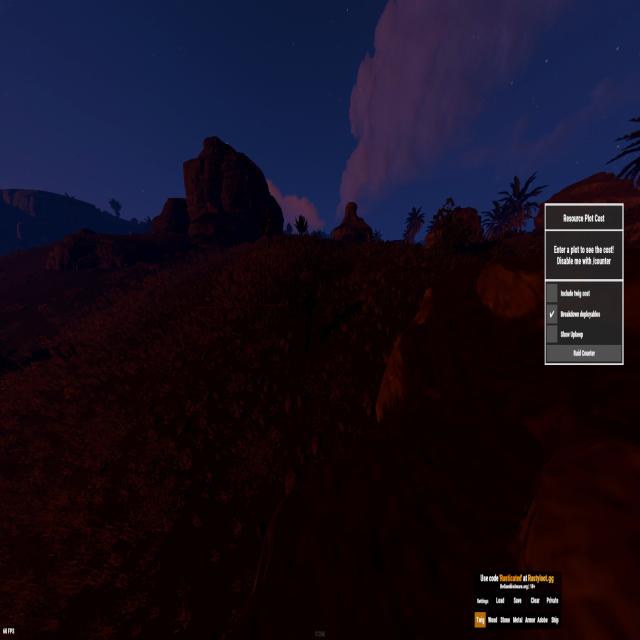 Resource Plot Cost
Enter a plot to see the cost!
Disable me with /counter
Include twig cost
Breakdown deployables
Show Upkeep
Raid Counter
Use code 'Rusticated' at Rustyloot.gg
Settings Load Save Clear Private
Twig Wood Stone Metal Armor Adobe Skip
60 FPS